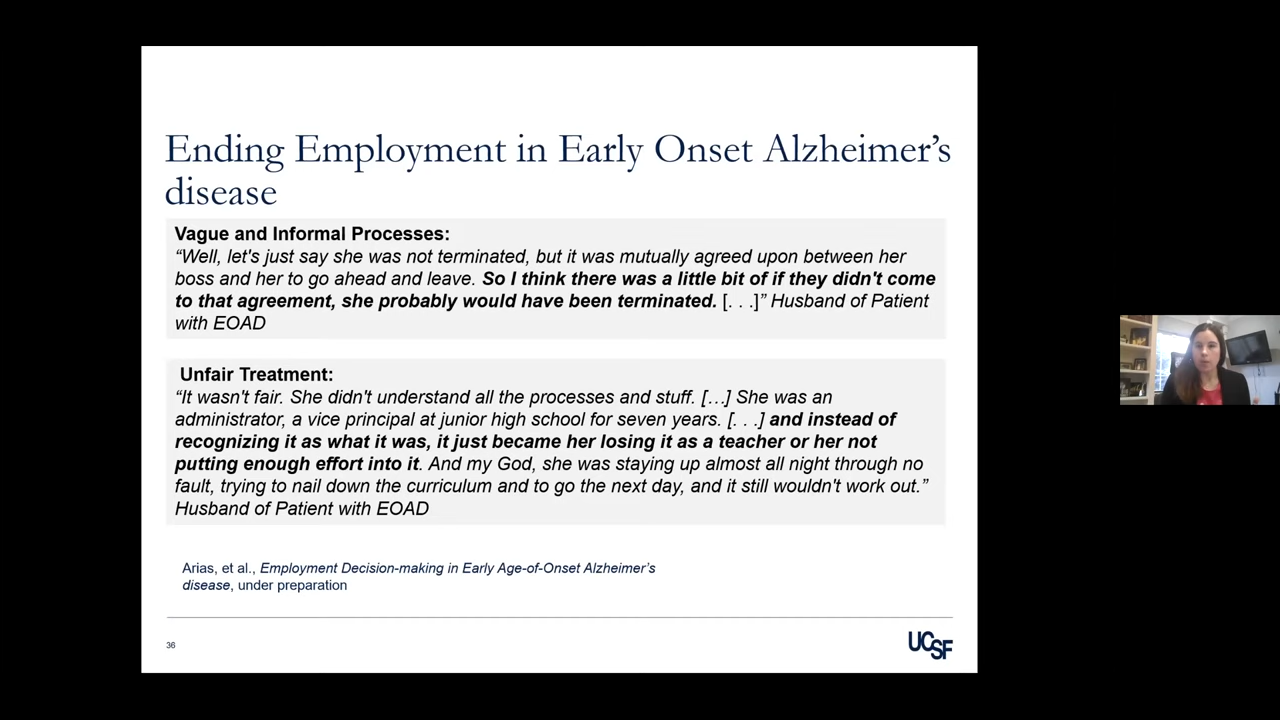 Ending Employment in Early Onset Alzheimer’s
disease
Vague and Informal Processes:
“Well, let's just say she was not terminated, but it was mutually agreed upon between her
boss and her to go ahead and leave. So I think there was a little bit of if they didn't come
to that agreement, she probably would have been terminated. [. . .]” Husband of Patient
with EOAD
Unfair Treatment:
“It wasn't fair. She didn't understand all the processes and stuff. […] She was an
administrator, a vice principal at junior high school for seven years. [. . .] and instead of
recognizing it as what it was, it just became her losing it as a teacher or her not
putting enough effort into it. And my God, she was staying up almost all night through no
fault, trying to nail down the curriculum and to go the next day, and it still wouldn't work out.”
Husband of Patient with EOAD
Arias, et al., Employment Decision-making in Early Age-of-Onset Alzheimer’s
disease, under preparation
36
UCSF